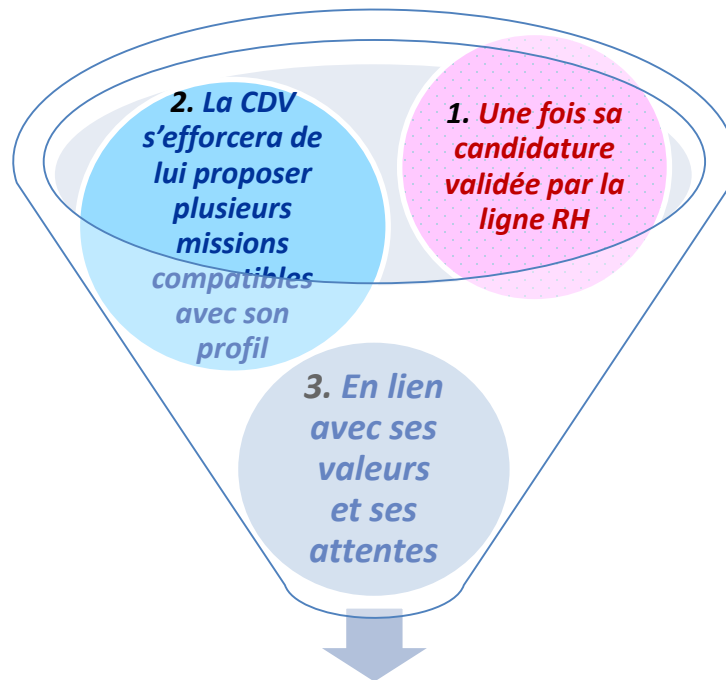 1. Une fois sa
candidature
validée par la
ligne RH
2. La CDV
s’efforcera de
lui proposer
plusieurs
missions
compatibles
avec son
profil
3. En lien
avec ses
valeurs
et ses
attentes